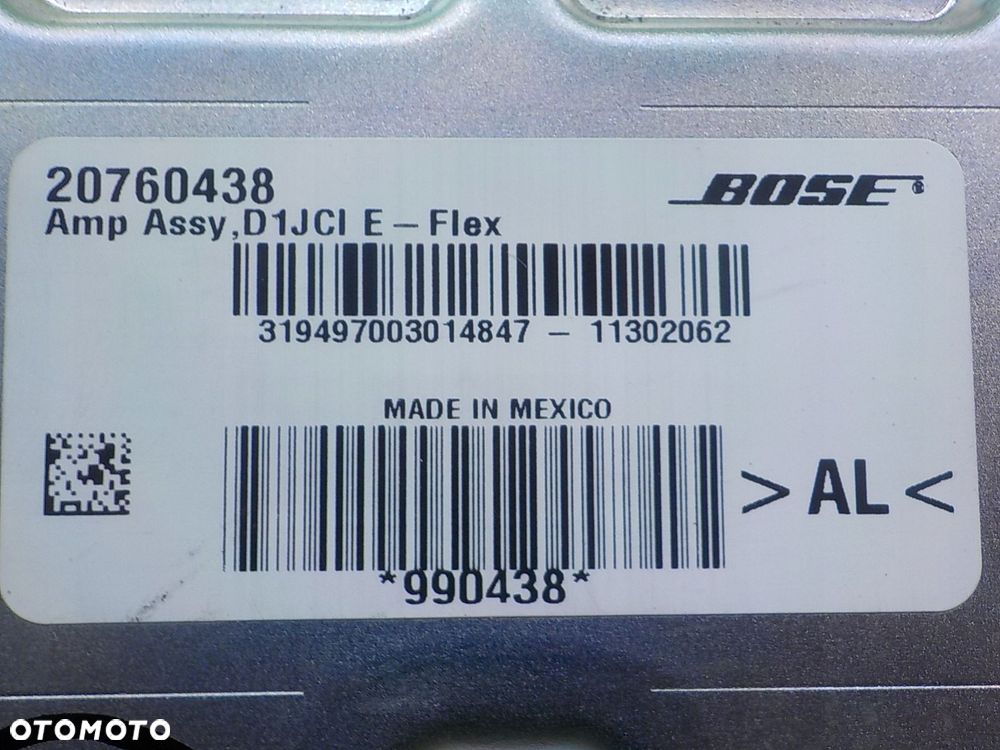 20760438
BOSE®
Amp Assy,D1JCI E – Flex
319497003014847 – 11302062
MADE IN MEXICO
> AL <
*990438*
OTOMOTO